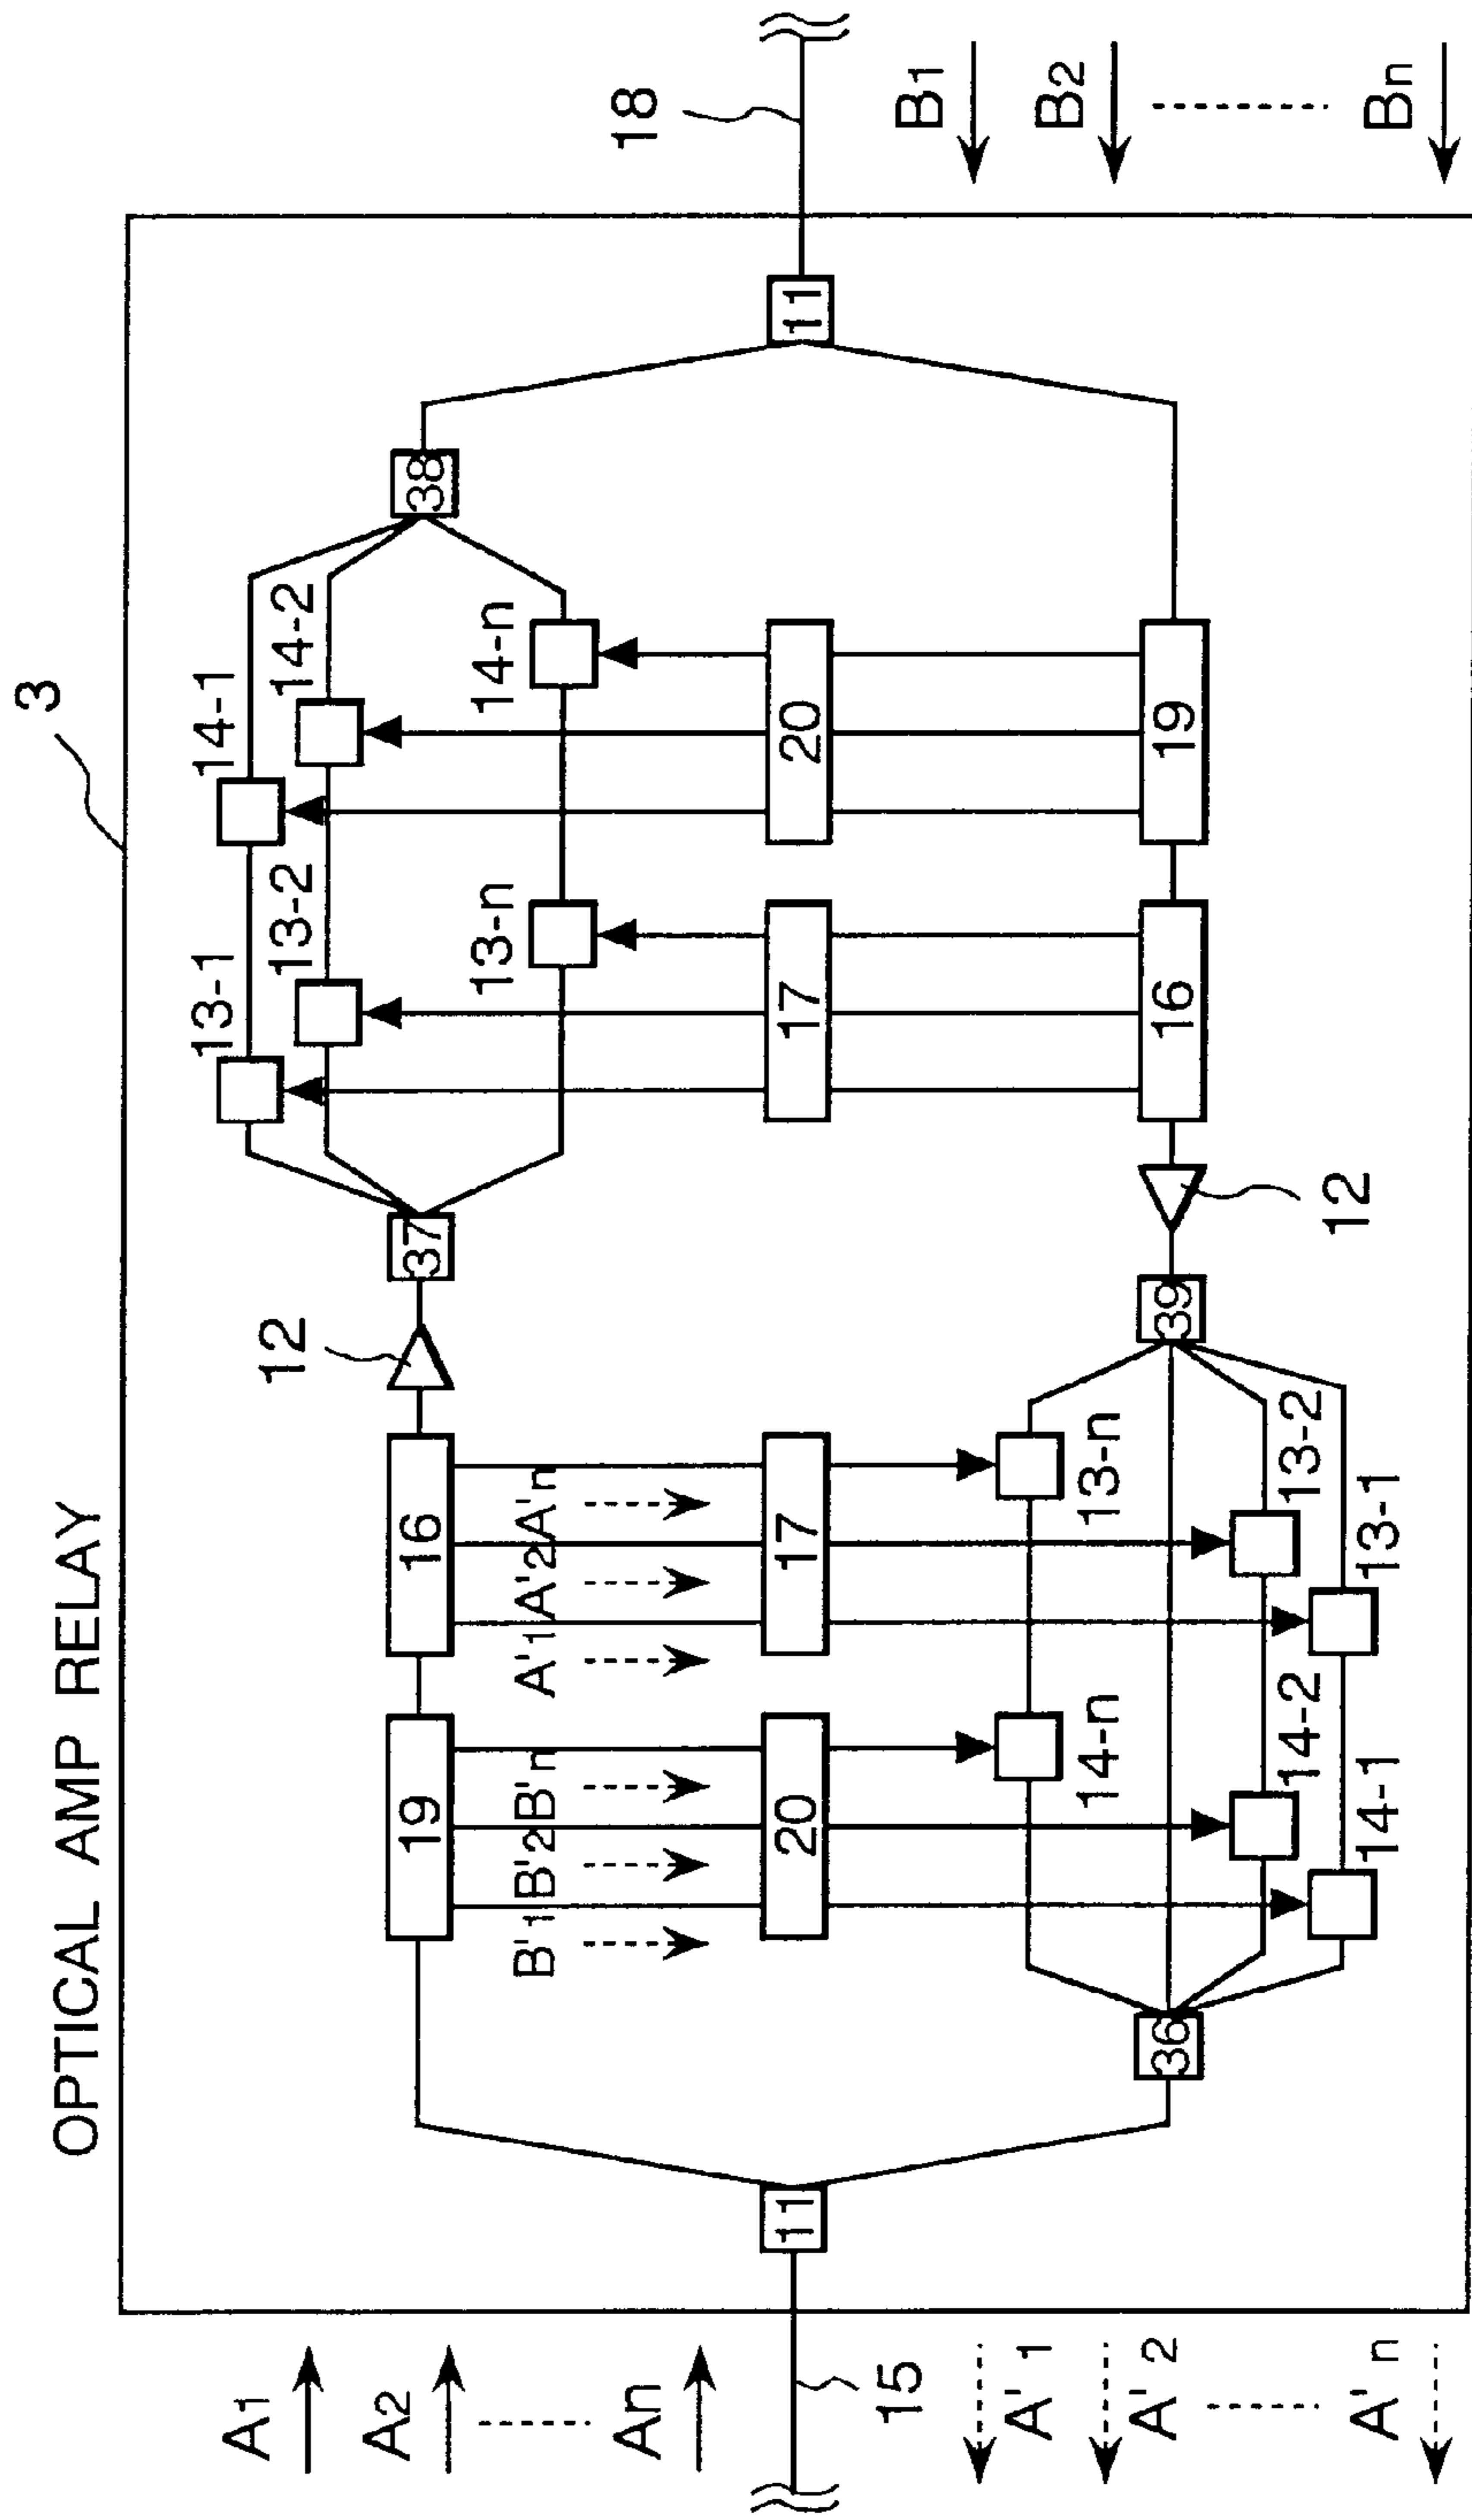 OPTICAL AMP RELAY
3
A1
A2
An
15
A'1
A'2
A'n
11
19
16
12
37
13-1
13-2
13-n
14-1
14-2
14-n
38
B'1
B'2
B'n
A'1
A'2
A'n
20
17
17
20
11
18
36
14-n
14-2
14-1
13-n
13-2
13-1
39
12
16
19
B1
B2
Bn